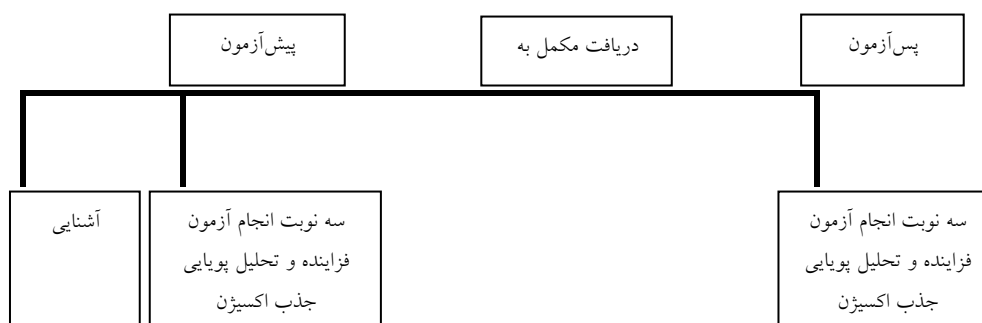 پیش‌آزمون
دریافت مکمل به
پس‌آزمون
آشنایی
سه نوبت انجام آزمون
فزاینده و تحلیل پویایی
جذب اکسیژن
سه نوبت انجام آزمون
فزاینده و تحلیل پویایی
جذب اکسیژن